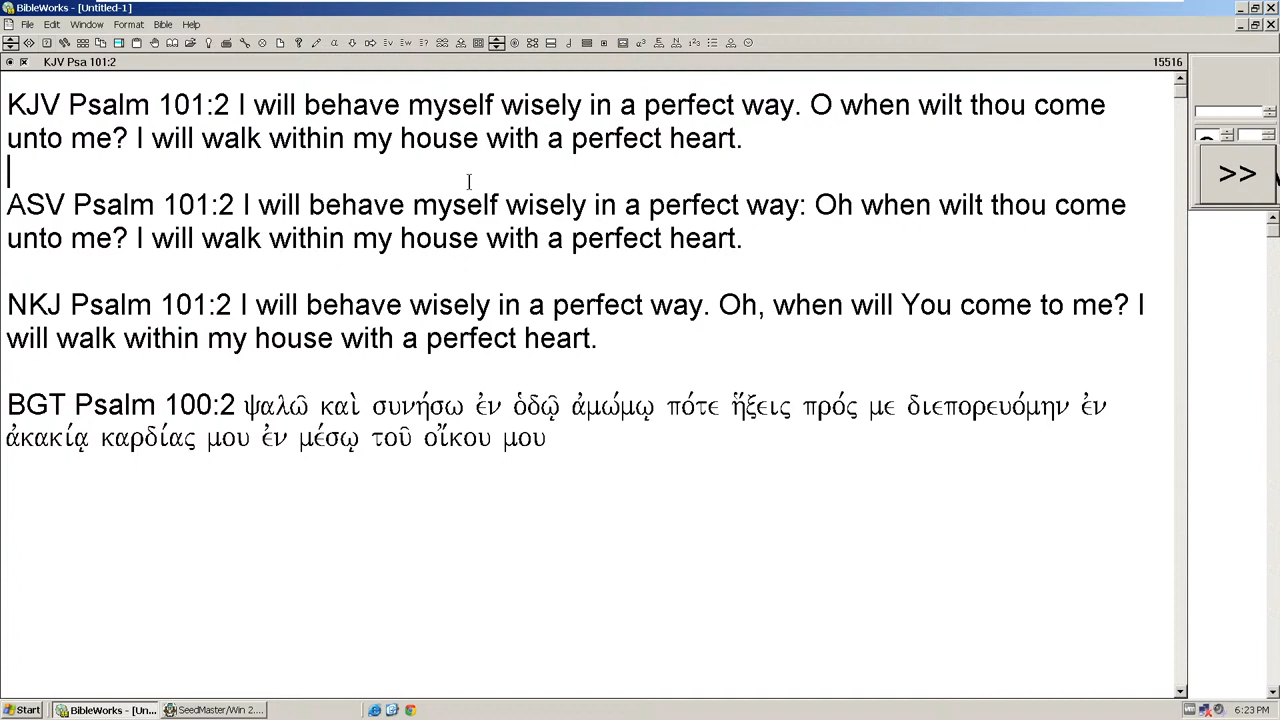 BibleWorks - [Untitled-1]
File Edit Window Format Bible Help
KJV Psa 101:2 15516
KJV Psalm 101:2 I will behave myself wisely in a perfect way. O when wilt thou come
unto me? I will walk within my house with a perfect heart.
>>
ASV Psalm 101:2 I will behave myself wisely in a perfect way: Oh when wilt thou come
unto me? I will walk within my house with a perfect heart.
NKJ Psalm 101:2 I will behave wisely in a perfect way. Oh, when will You come to me? I
will walk within my house with a perfect heart.
BGT Psalm 100:2 ψαλῶ καὶ συνήσω ἐν ὁδῷ ἀμώμῳ πότε ἥξεις πρός με διεπορευόμην ἐν
ἀκακίᾳ καρδίας μου ἐν μέσῳ τοῦ οἴκου μου
Start BibleWorks - [Un... SeedMaster/Win 2.... 6:23 PM